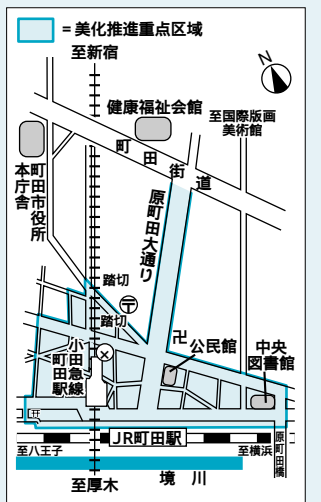 = 美化推進重点区域
至新宿
N
健康福祉会館
至国際版画
美術館
町田街道
町田市役所
本庁舎
原町田大通り
踏切
〒
踏切
卍
公民館
小田急線
町田駅
中央
図書館
JR町田駅
原町田橋
至八王子
至横浜
境川
至厚木